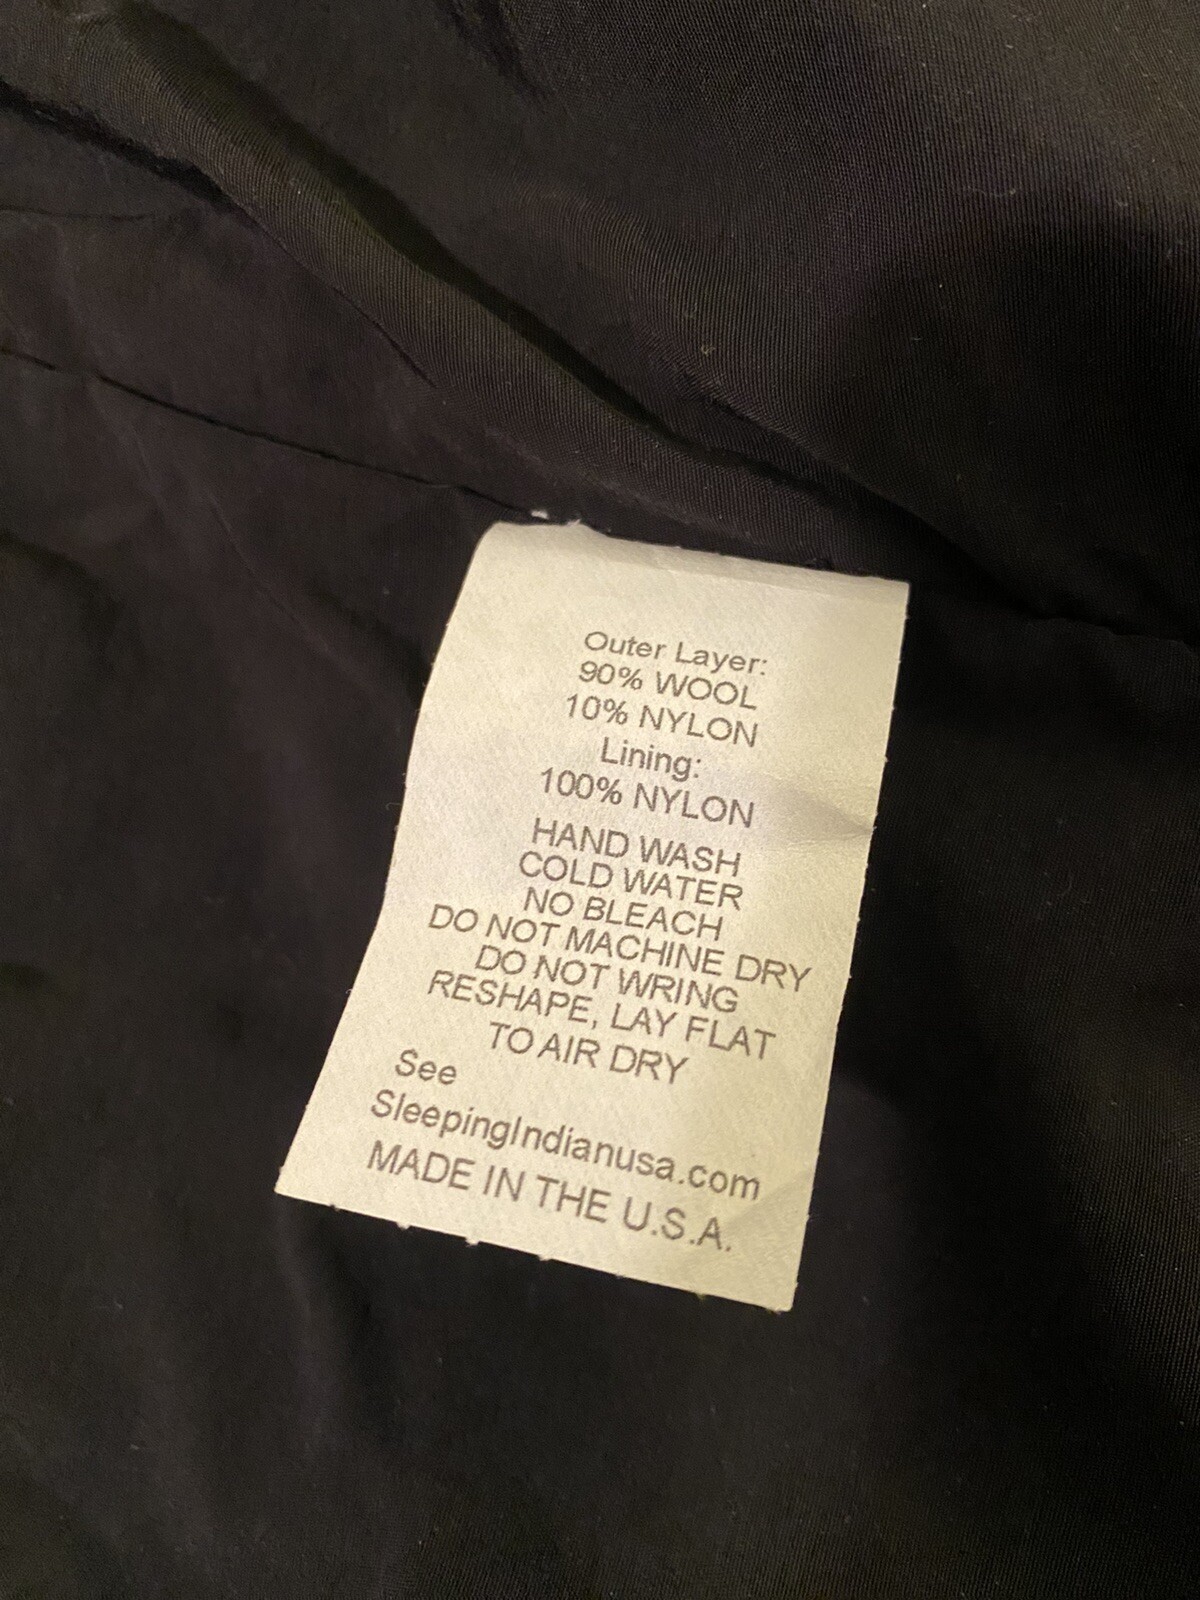 Outer Layer:
90% WOOL
10% NYLON
Lining:
100% NYLON
HAND WASH
COLD WATER
NO BLEACH
DO NOT MACHINE DRY
DO NOT WRING
RESHAPE, LAY FLAT
TO AIR DRY
See
SleepingIndianusa.com
MADE IN THE U.S.A.